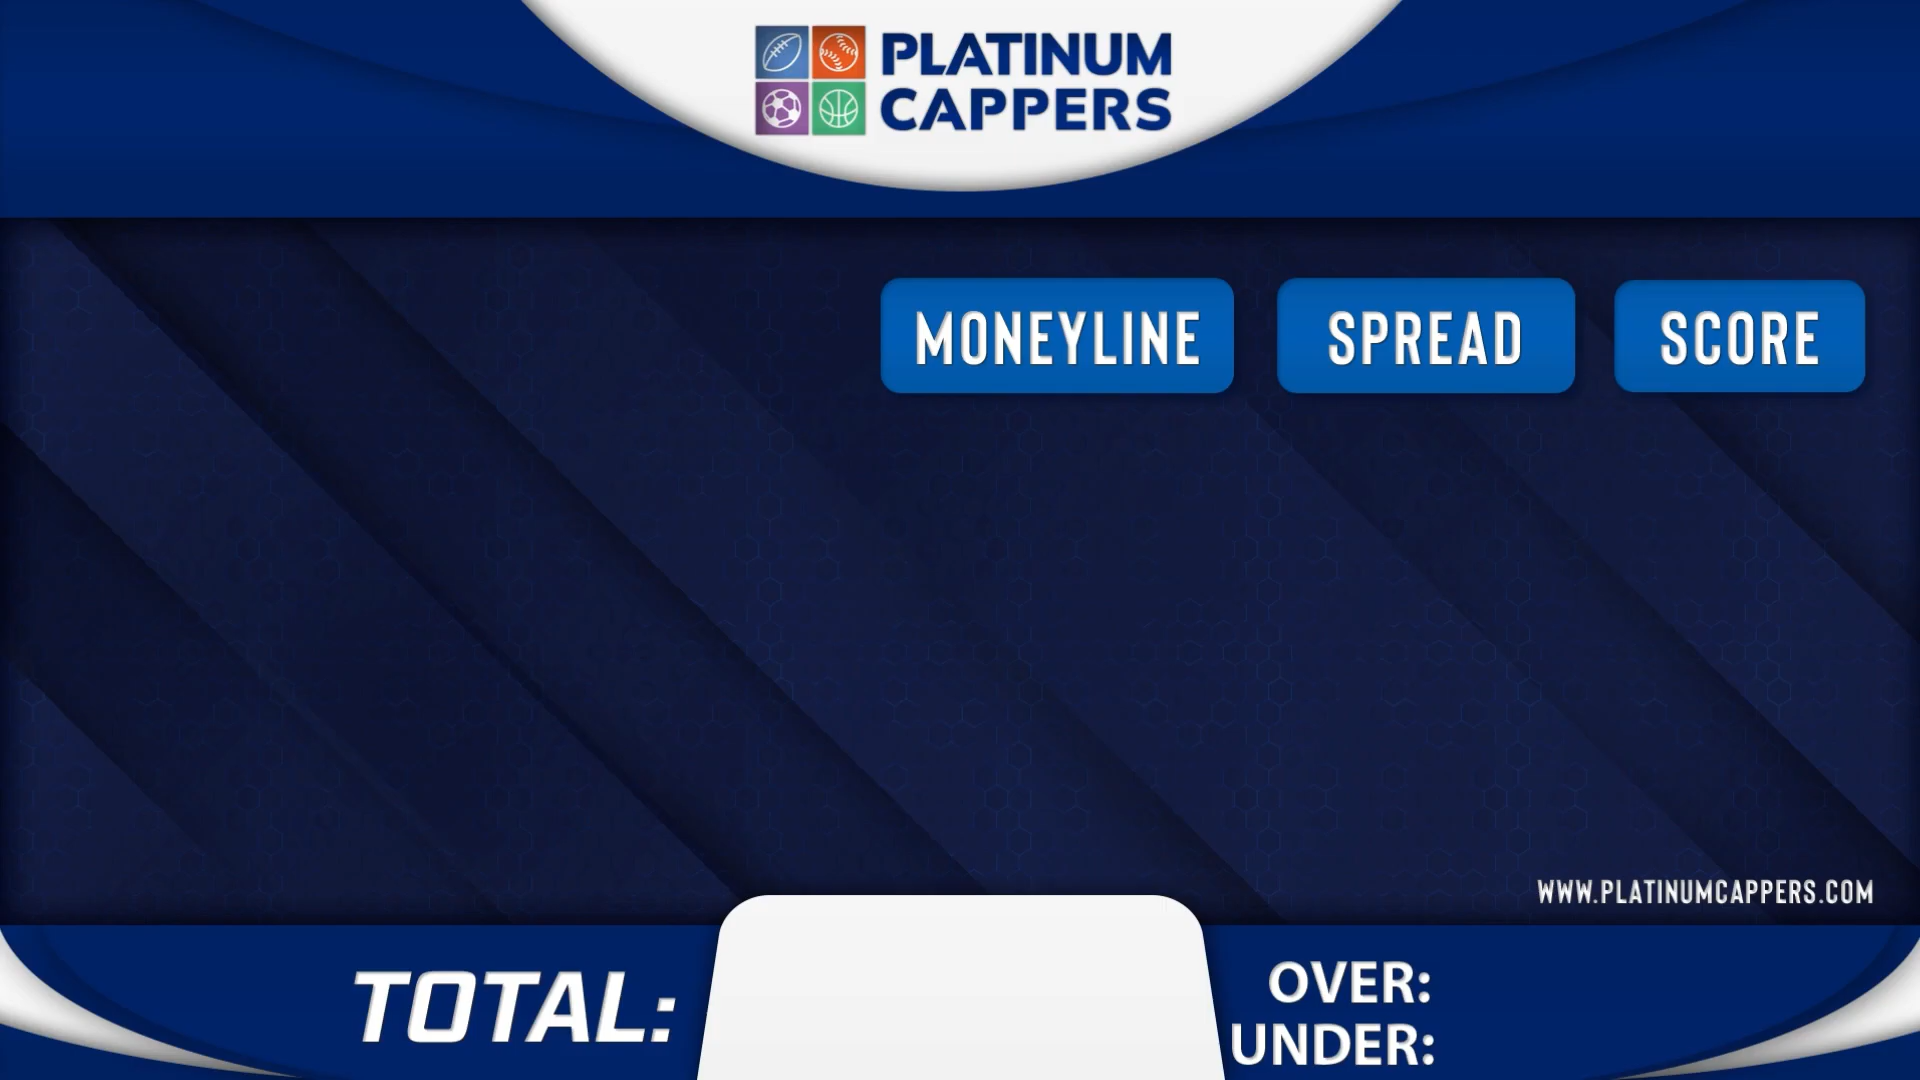 PLATINUM
CAPPERS
MONEYLINE SPREAD SCORE
WWW.PLATINUMCAPPERS.COM
TOTAL:
OVER:
UNDER: